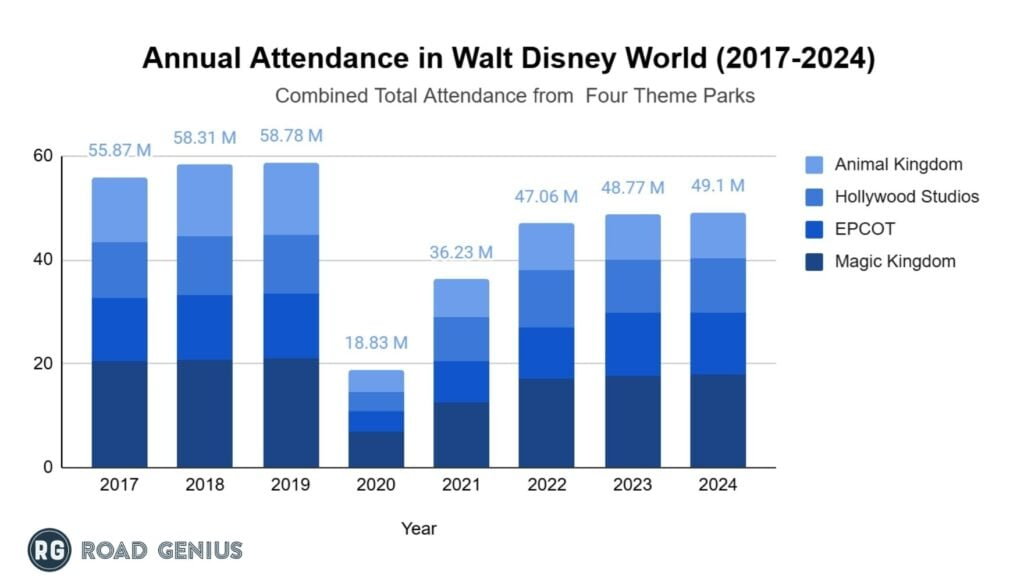 Annual Attendance in Walt Disney World (2017-2024)
Combined Total Attendance from Four Theme Parks
55.87 M
58.31 M
58.78 M
18.83 M
36.23 M
47.06 M
48.77 M
49.1 M
60
40
20
0
2017
2018
2019
2020
2021
2022
2023
2024
Year
Animal Kingdom
Hollywood Studios
EPCOT
Magic Kingdom
RG ROAD GENIUS